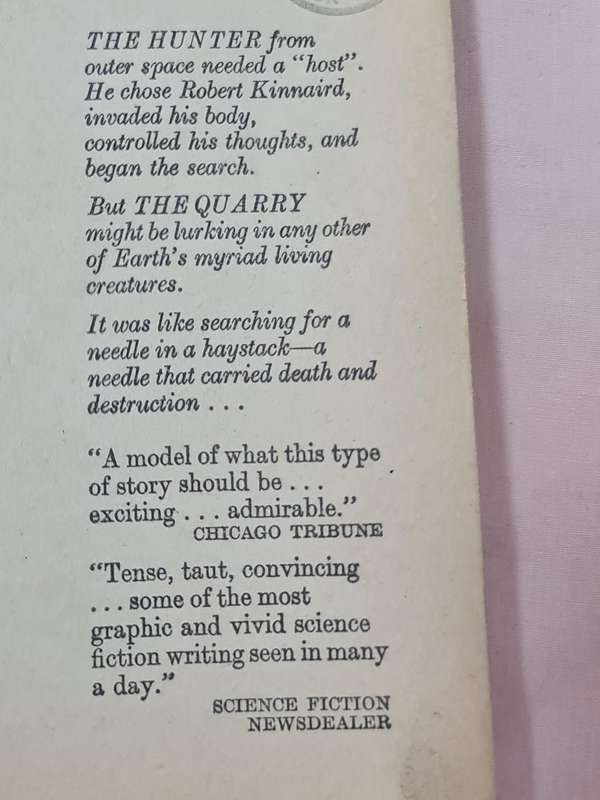 THE HUNTER from
outer space needed a "host".
He chose Robert Kinnaird,
invaded his body,
controlled his thoughts, and
began the search.
But THE QUARRY
might be lurking in any other
of Earth's myriad living
creatures.
It was like searching for a
needle in a haystack—a
needle that carried death and
destruction . . .
"A model of what this type
of story should be . . .
exciting . . . admirable."
CHICAGO TRIBUNE
"Tense, taut, convincing
. . . some of the most
graphic and vivid science
fiction writing seen in many
a day."
SCIENCE FICTION
NEWSDEALER